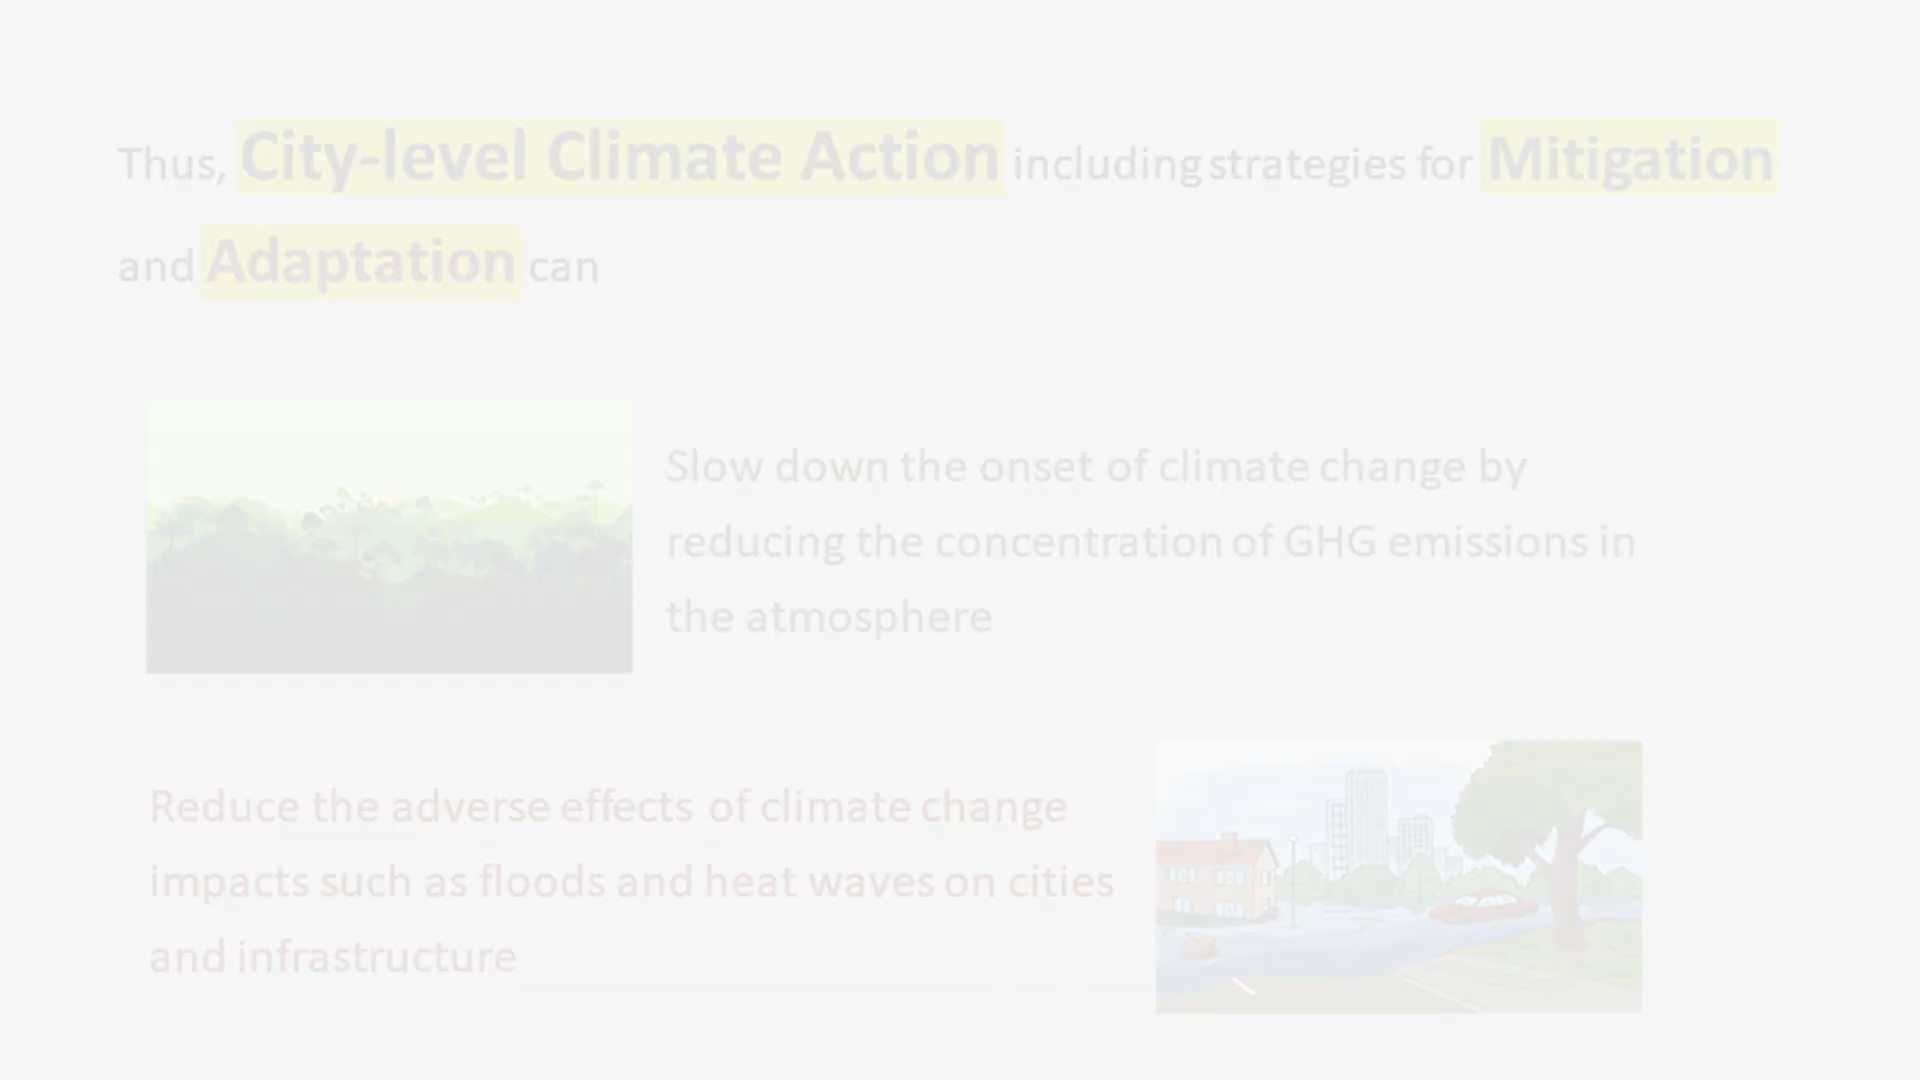 Thus, City-level Climate Action including strategies for Mitigation
and Adaptation can
Slow down the onset of climate change by
reducing the concentration of GHG emissions in
the atmosphere
Reduce the adverse effects of climate change
impacts such as floods and heat waves on cities
and infrastructure